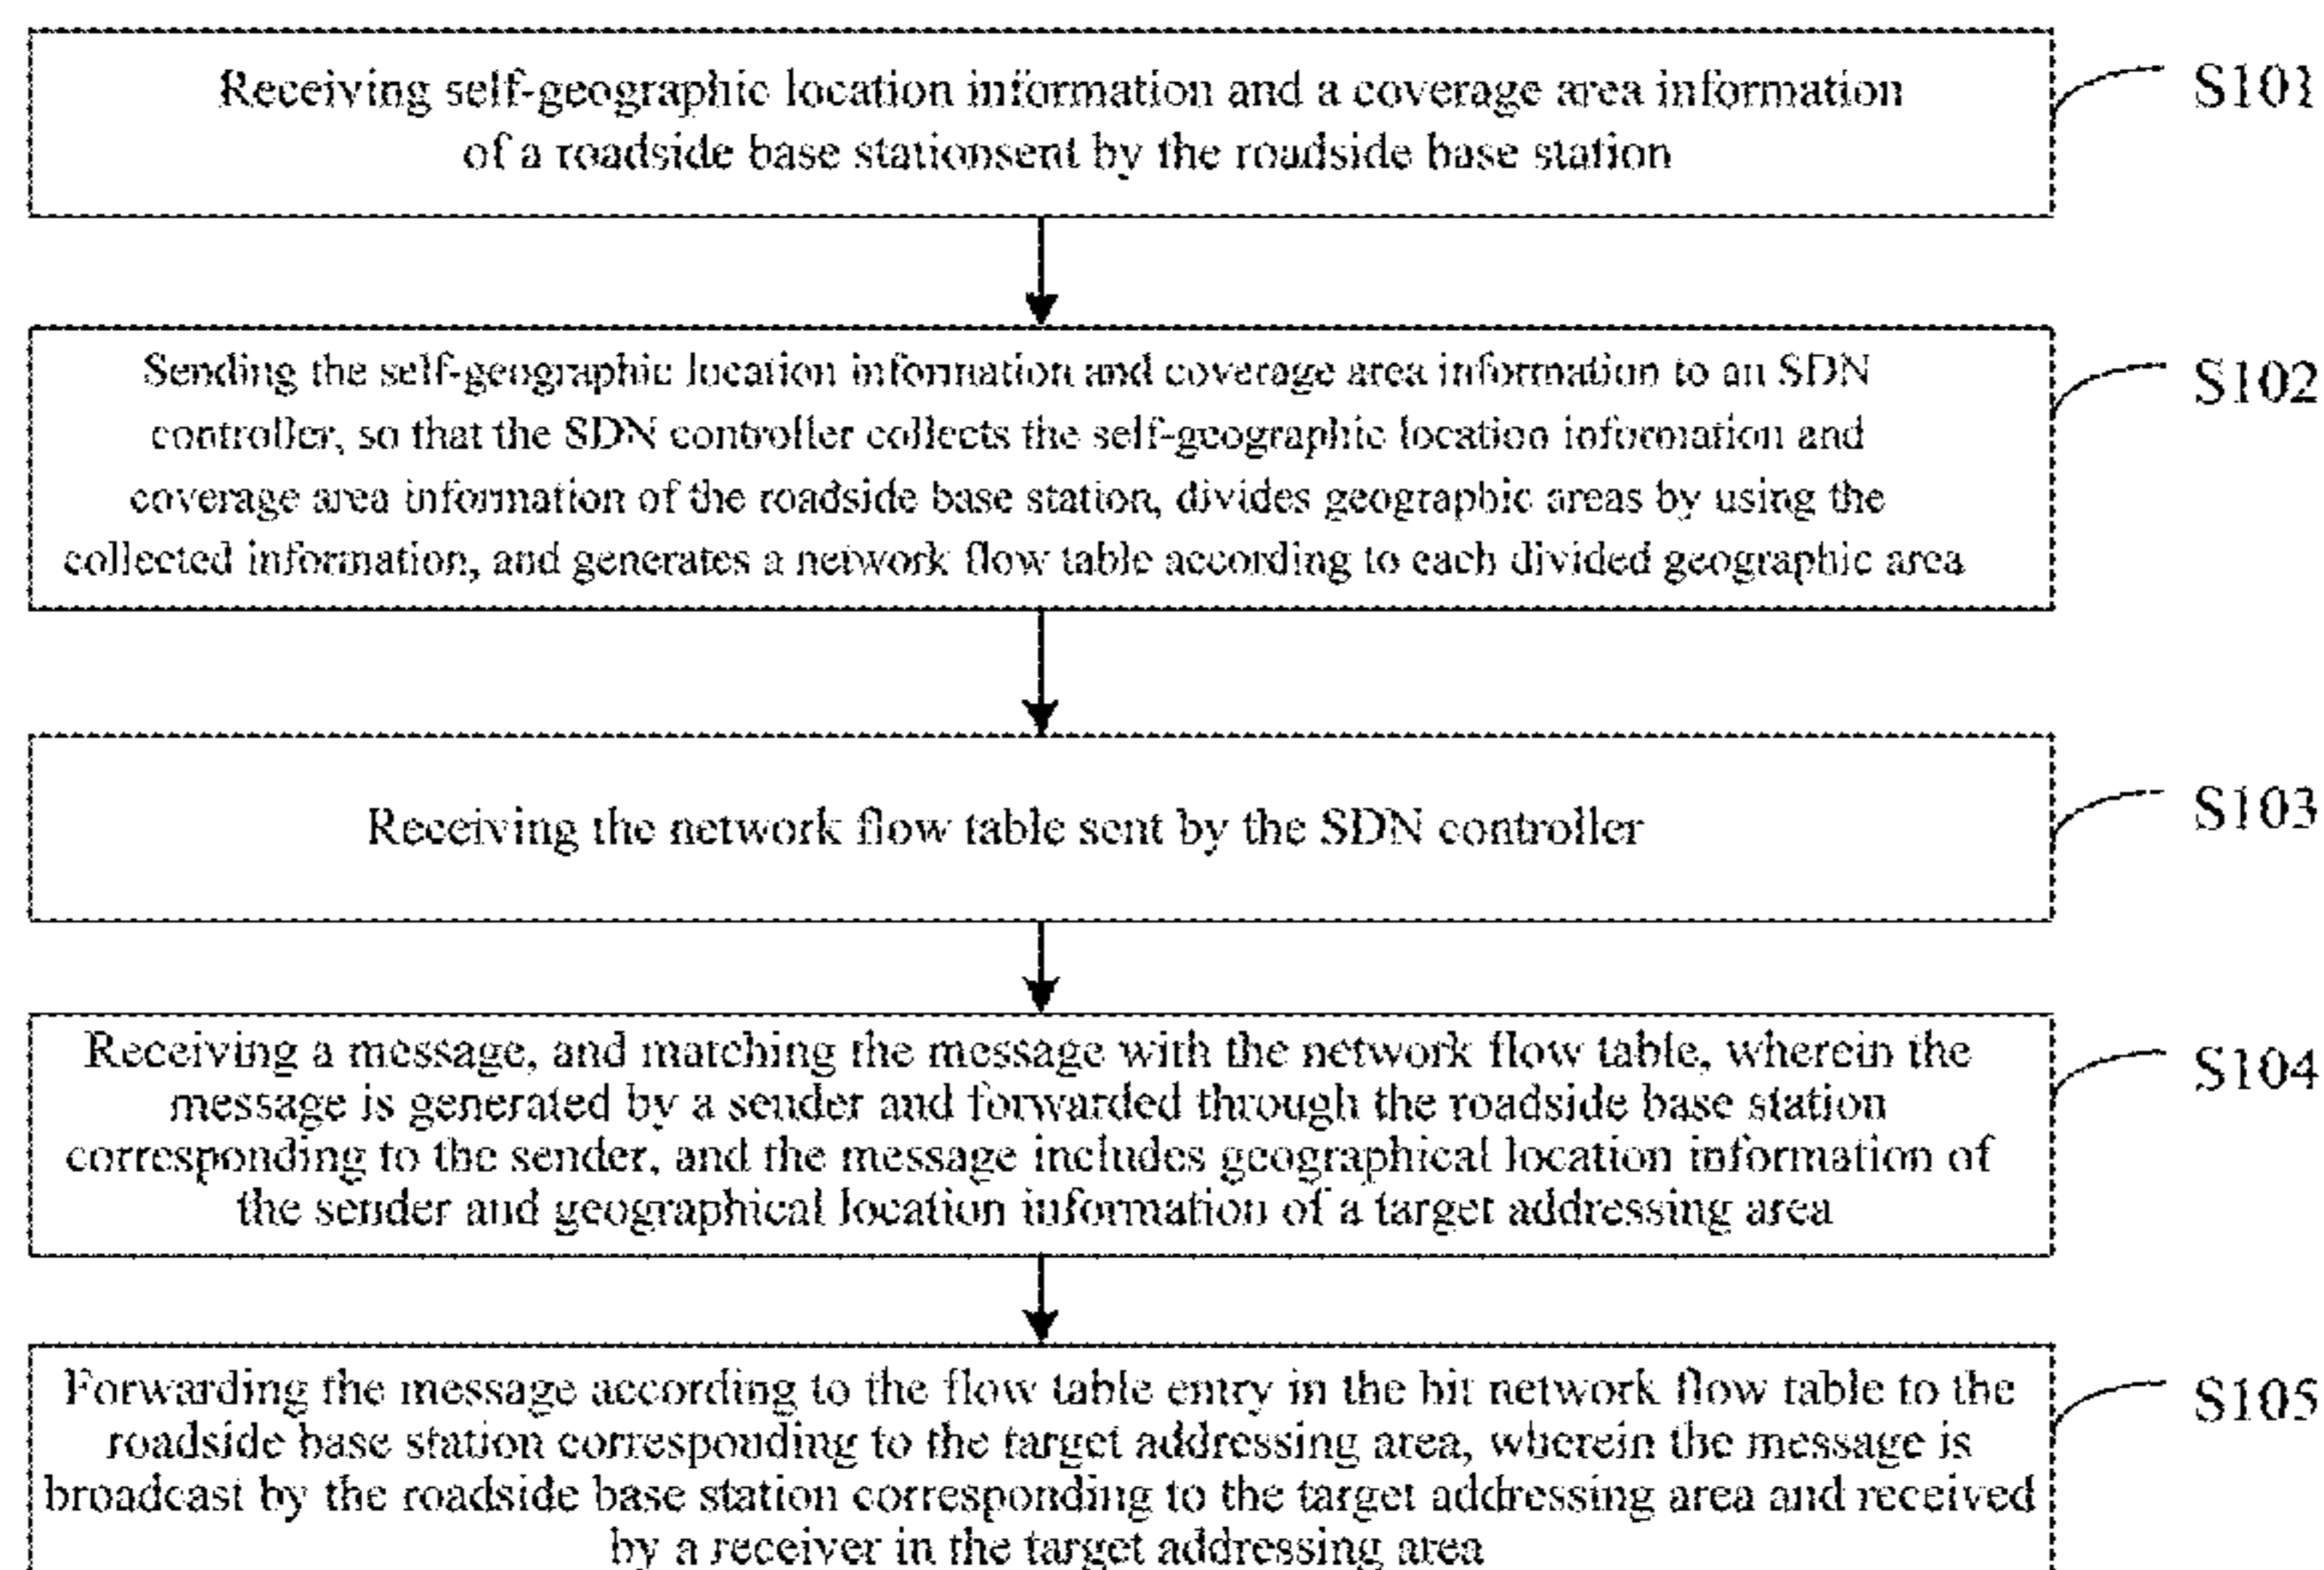 Receiving self-geographic location information and a coverage area information
of a roadside base stationsent by the roadside base station
S101
Sending the self-geographic location information and coverage area information to an SDN
controller, so that the SDN controller collects the self-geographic location information and
coverage area information of the roadside base station, divides geographic areas by using the
collected information, and generates a network flow table according to each divided geographic area
S102
Receiving the network flow table sent by the SDN controller
S103
Receiving a message, and matching the message with the network flow table, wherein the
message is generated by a sender and forwarded through the roadside base station
corresponding to the sender, and the message includes geographical location information of
the sender and geographical location information of a target addressing area
S104
Forwarding the message according to the flow table entry in the hit network flow table to the
roadside base station corresponding to the target addressing area, wherein the message is
broadcast by the roadside base station corresponding to the target addressing area and received
by a receiver in the target addressing area
S105